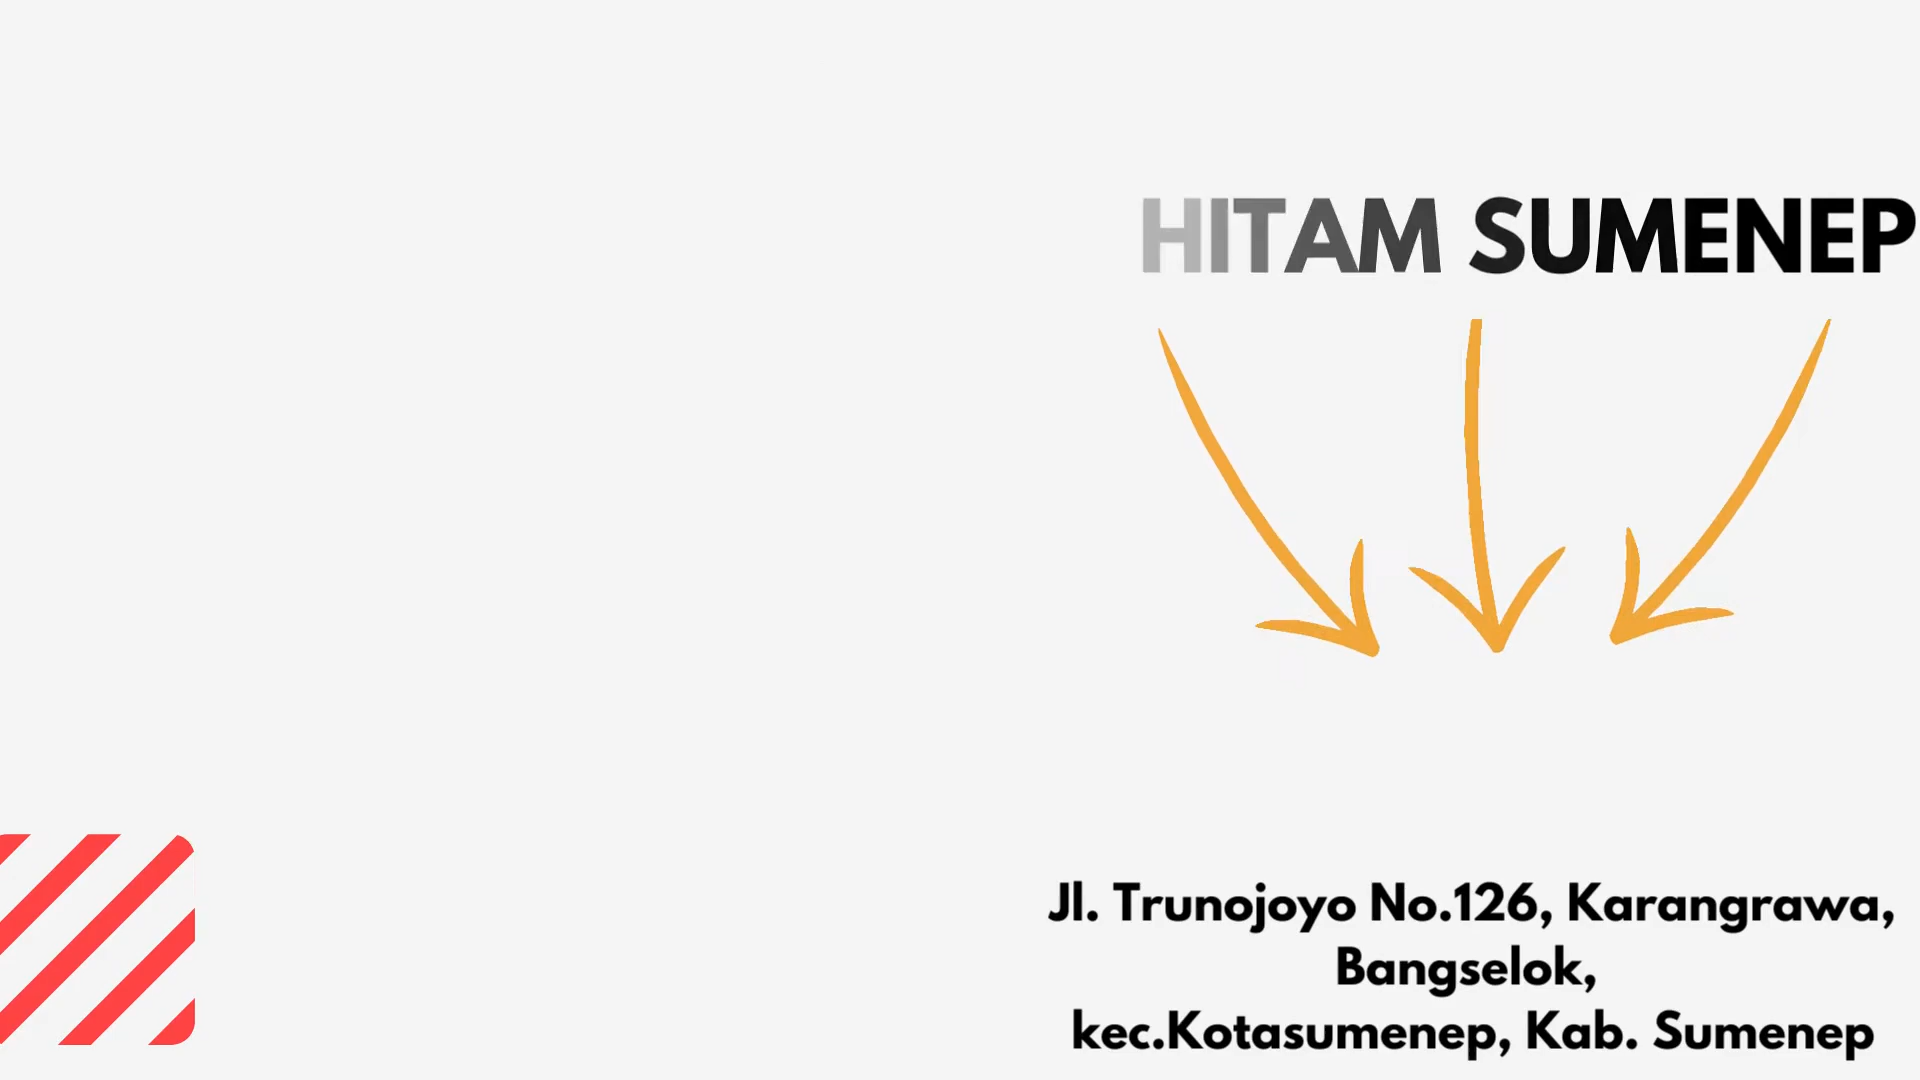 HITAM SUMENEP
Jl. Trunojoyo No.126, Karangrawa,
Bangselok,
kec.Kotasumenep, Kab. Sumenep